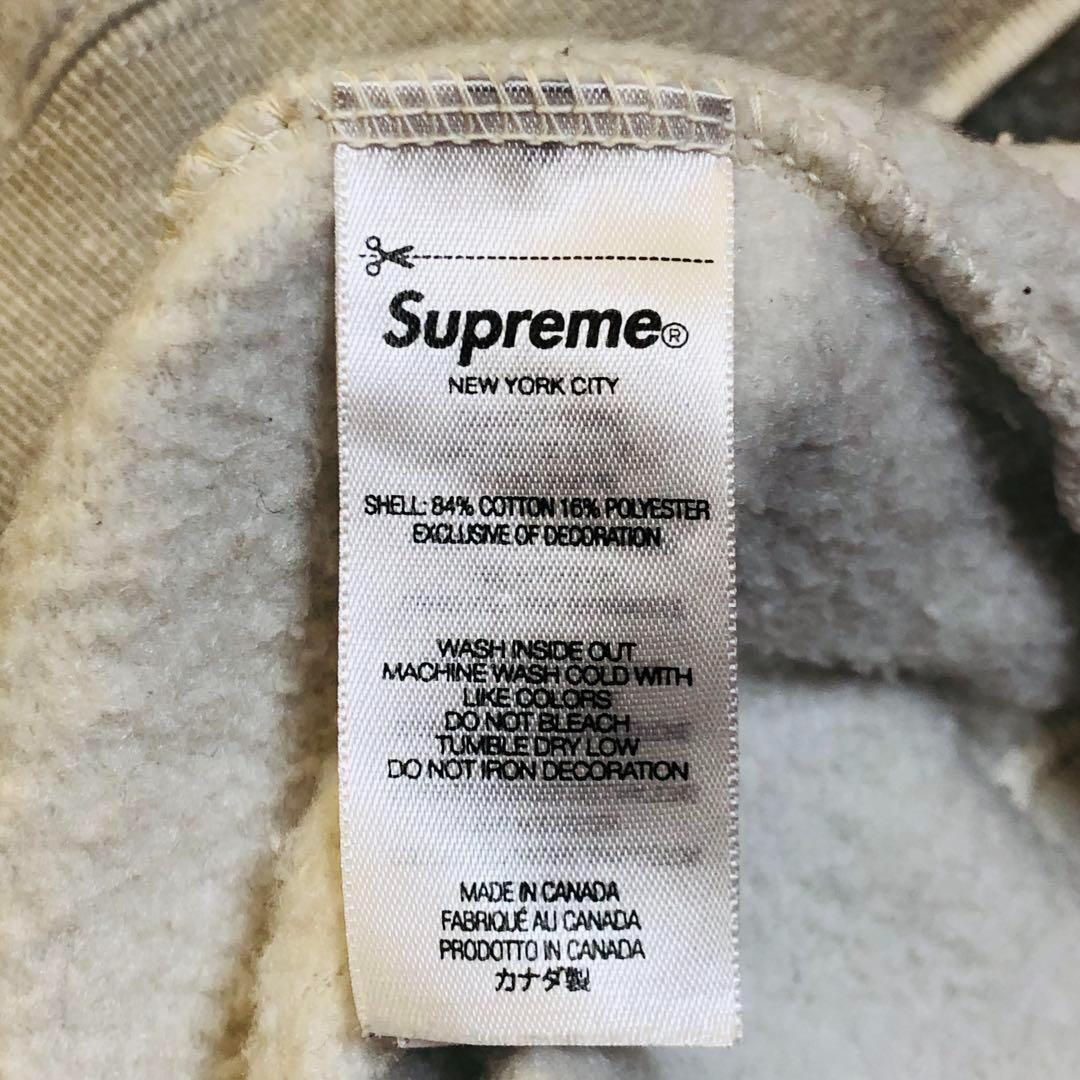 Supreme®
NEW YORK CITY
SHELL: 84% COTTON 16% POLYESTER
EXCLUSIVE OF DECORATION
WASH INSIDE OUT
MACHINE WASH COLD WITH
LIKE COLORS
DO NOT BLEACH
TUMBLE DRY LOW
DO NOT IRON DECORATION
MADE IN CANADA
FABRIQUÉ AU CANADA
PRODOTTO IN CANADA
カナダ製